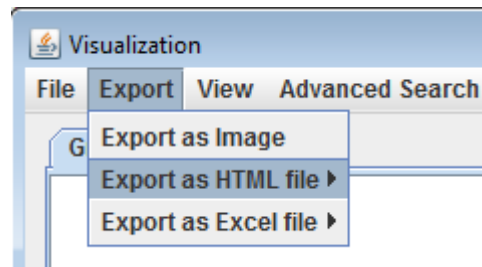 Visualization
File Export View Advanced Search
G
Export as Image
Export as HTML file
Export as Excel file